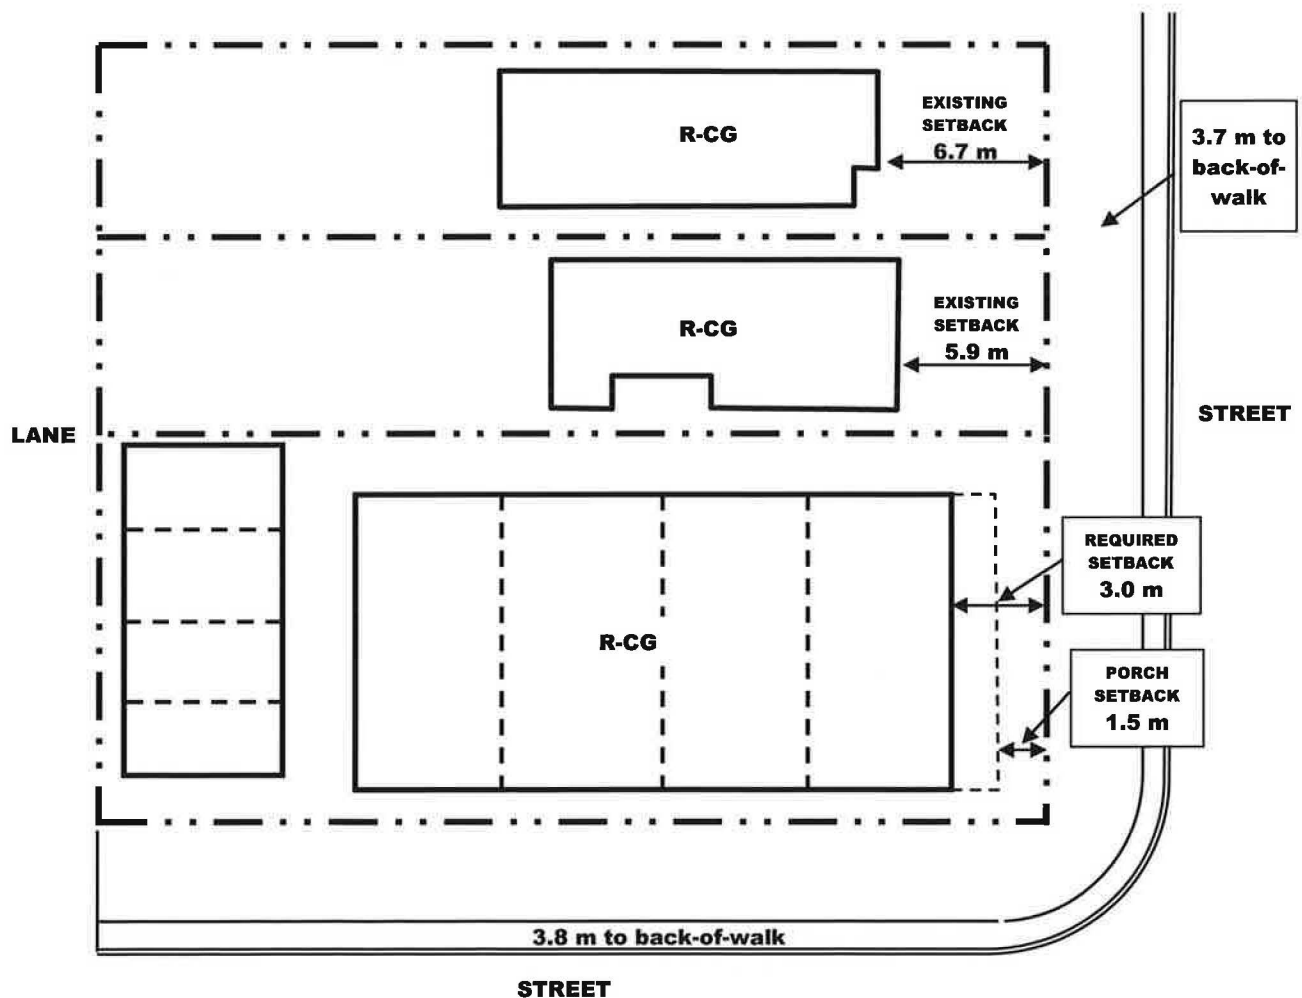 R-CG
EXISTING
SETBACK
6.7 m
3.7 m to
back-of-
walk
R-CG
EXISTING
SETBACK
5.9 m
LANE
STREET
REQUIRED
SETBACK
3.0 m
R-CG
PORCH
SETBACK
1.5 m
3.8 m to back-of-walk
STREET